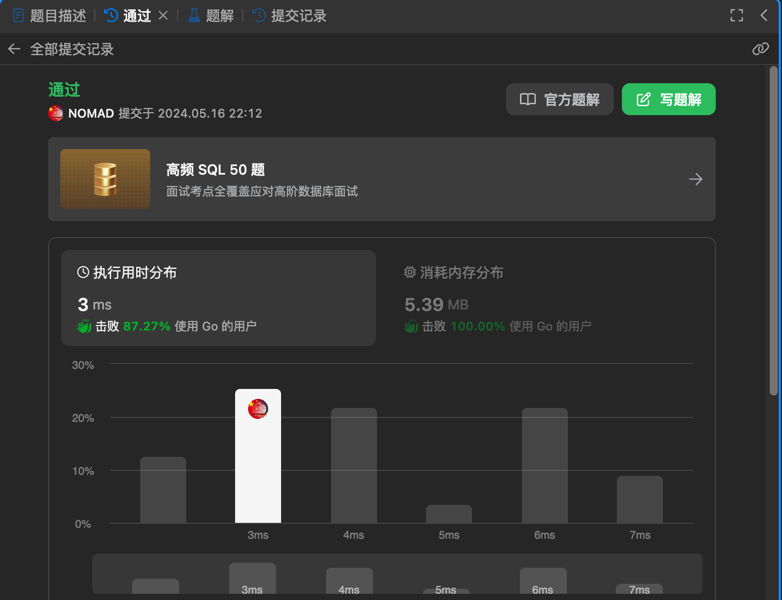 题目描述 通过 题解 提交记录
全部提交记录
通过
NOMAD 提交于 2024.05.16 22:12
官方题解 写题解
高频 SQL 50 题
面试考点全覆盖应对高阶数据库面试
执行用时分布 消耗内存分布
3 ms 5.39 MB
击败 87.27% 使用 Go 的用户 击败 100.00% 使用 Go 的用户
30%
20%
10%
0%
3ms 4ms 5ms 6ms 7ms
3ms 4ms 5ms 6ms 7ms